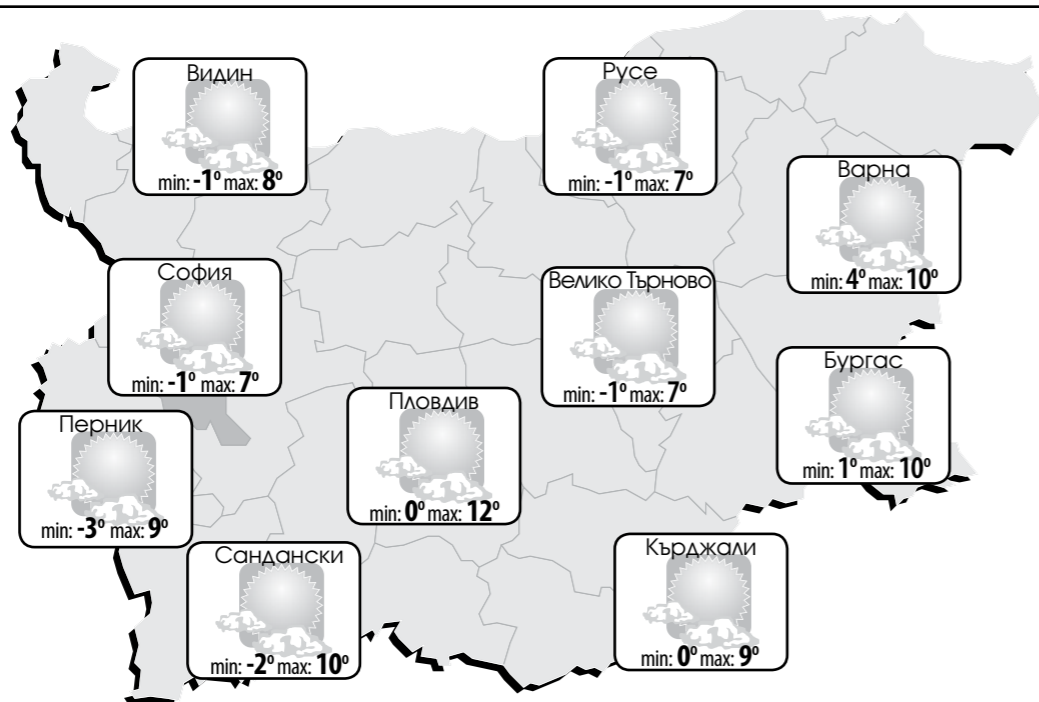 Видин
min: -1° max: 8°
Русе
min: -1° max: 7°
Варна
min: 4° max: 10°
София
min: -1° max: 7°
Велико Търново
min: -1° max: 7°
Бургас
min: 1° max: 10°
Пловдив
min: 0° max: 12°
Перник
min: -3° max: 9°
Сандански
min: -2° max: 10°
Кърджали
min: 0° max: 9°